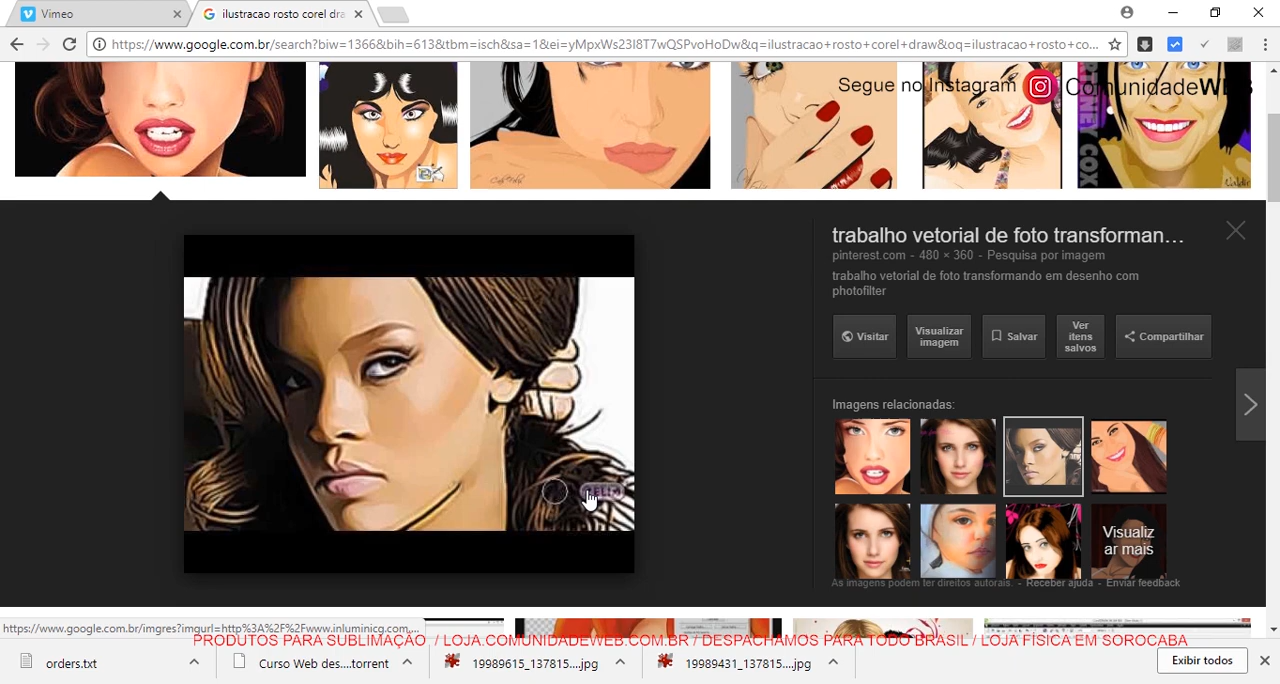 Vimeo
ilustracao rosto corel dra
https://www.google.com.br/search?biw=1366&bih=613&tbm=isch&sa=1&ei=yMpxWs23I8T7wQSPvoHoDw&q=ilustracao+rosto+corel+draw&oq=ilustracao+rosto+co...
Segue no Instagram ComunidadeWEB
RTNEY COX
trabalho vetorial de foto transforman...
pinterest.com - 480 × 360 - Pesquisa por imagem
trabalho vetorial de foto transformando em desenho com
photofilter
Visitar
Visualizar
imagem
Salvar
Ver
itens
salvos
Compartilhar
Imagens relacionadas:
Visualiz
ar mais
As imagens podem ter direitos autorais. - Receber ajuda - Enviar feedback
https://www.google.com.br/imgres?imgurl=http%3A%2F%2Fwww.inluminicg.com,...
PRODUTOS PARA SUBLIMAÇÃO / LOJA.COMUNIDADEWEB.COM.BR / DESPACHAMOS PARA TODO BRASIL / LOJA FÍSICA EM SOROCABA
orders.txt
Curso Web des....torrent
19989615_137815....jpg
19989431_137815....jpg
Exibir todos